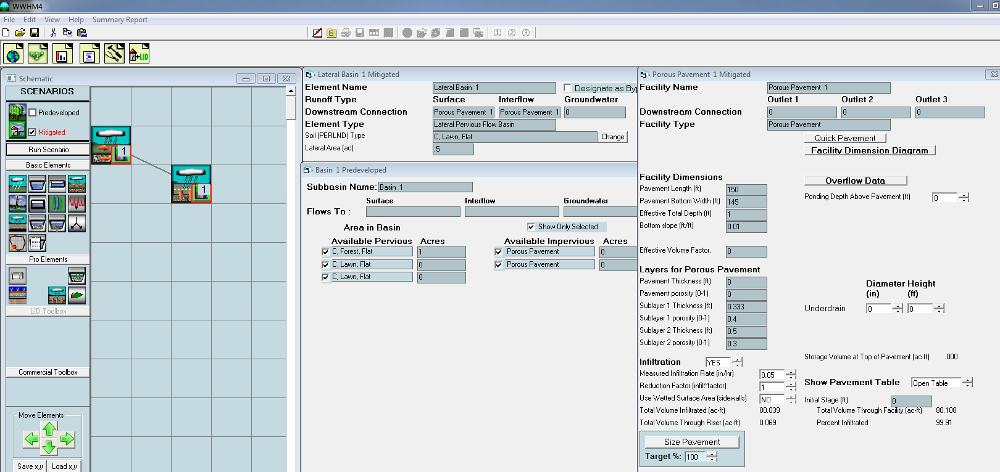 WWHM4
File Edit View Help Summary Report
Schematic
SCENARIOS
Predeveloped
Mitigated
Run Scenario
Basic Elements
Pro Elements
LID Toolbox
Commercial Toolbox
Move Elements
Save x,y Load x,y
1
1
+LID
Lateral Basin 1 Mitigated
Element Name Lateral Basin 1 Designate as By
Runoff Type Surface Interflow Groundwater
Downstream Connection Porous Pavement 1 Porous Pavement 1 0
Element Type Lateral Pervious Flow Basin
Soil (PERLND) Type C, Lawn, Flat Change
Lateral Area (ac) .5
Basin 1 Predeveloped
Subbasin Name: Basin 1
Surface Interflow Groundwater
Flows To :
Area in Basin Show Only Selected
Available Pervious Acres Available Impervious Acres
C, Forest, Flat 1 Porous Pavement 0
C, Lawn, Flat 0 Porous Pavement 0
C, Lawn, Flat 0
Porous Pavement 1 Mitigated
Facility Name Porous Pavement 1
Outlet 1 Outlet 2 Outlet 3
Downstream Connection 0 0 0
Facility Type Porous Pavement
Quick Pavement
Facility Dimension Diagram
Facility Dimensions Overflow Data
Pavement Length (ft) 150 Ponding Depth Above Pavement (ft) 0
Pavement Bottom Width (ft) 145
Effective Total Depth (ft) 1
Bottom slope (ft/ft) 0.01
Effective Volume Factor. 0
Layers for Porous Pavement
Pavement Thickness (ft) 0 Diameter Height
Pavement porosity (0-1) 0 (in) (ft)
Sublayer 1 Thickness (ft) 0.333 Underdrain 0 0
Sublayer 1 porosity (0-1) 0.4
Sublayer 2 Thickness (ft) 0.5
Sublayer 2 porosity (0-1) 0.3
Infiltration YES Storage Volume at Top of Pavement (ac-ft) .000
Measured Infiltration Rate (in/hr) 0.05
Reduction Factor (infilt*factor) 1 Show Pavement Table Open Table
Use Wetted Surface Area (sidewalls) NO Initial Stage (ft) 0
Total Volume Infiltrated (ac-ft) 80.039 Total Volume Through Facility (ac-ft) 80.108
Total Volume Through Riser (ac-ft) 0.069 Percent Infiltrated 99.91
Size Pavement
Target %: 100